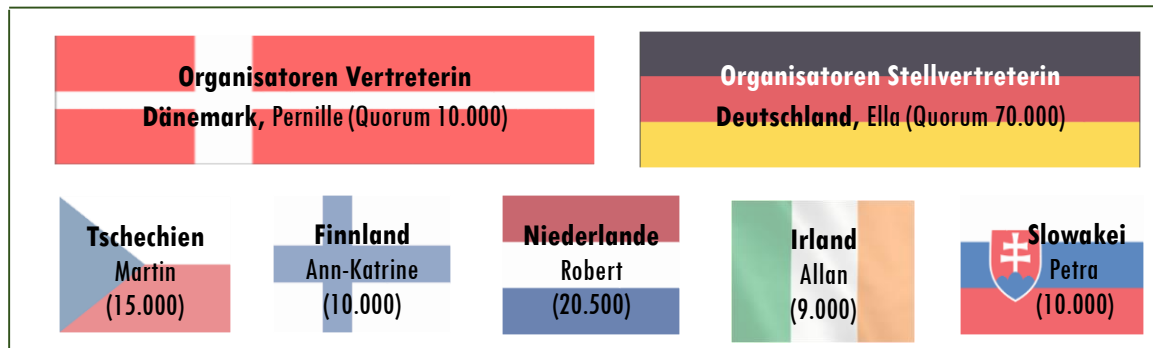 Organisatoren Vertreterin
Dänemark, Pernille (Quorum 10.000)
Organisatoren Stellvertreterin
Deutschland, Ella (Quorum 70.000)
Tschechien
Martin
(15.000)
Finnland
Ann-Katrine
(10.000)
Niederlande
Robert
(20.500)
Irland
Allan
(9.000)
Slowakei
Petra
(10.000)